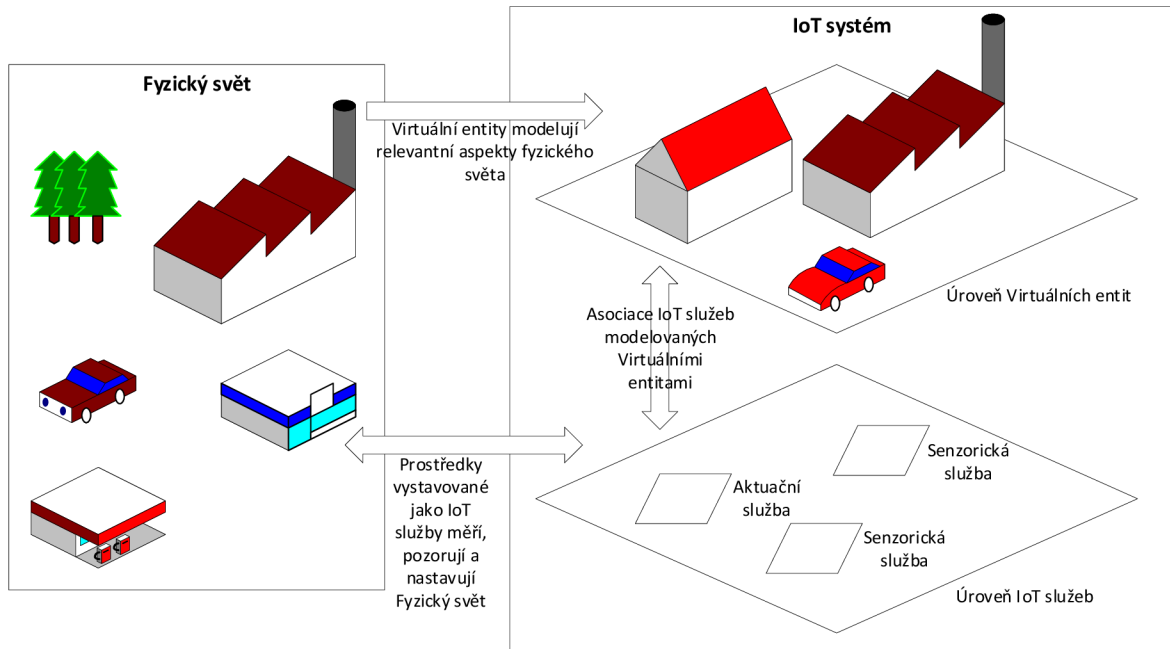 IoT systém
Fyzický svět
Virtuální entity modelují
relevantní aspekty fyzického
světa
Úroveň Virtuálních entit
Asociace IoT služeb
modelovaných
Virtuálními
entitami
Prostředky
vystavované
jako IoT
služby měří,
pozorují a
nastavují
Fyzický svět
Senzorická
služba
Aktuační
služba
Senzorická
služba
Úroveň IoT služeb